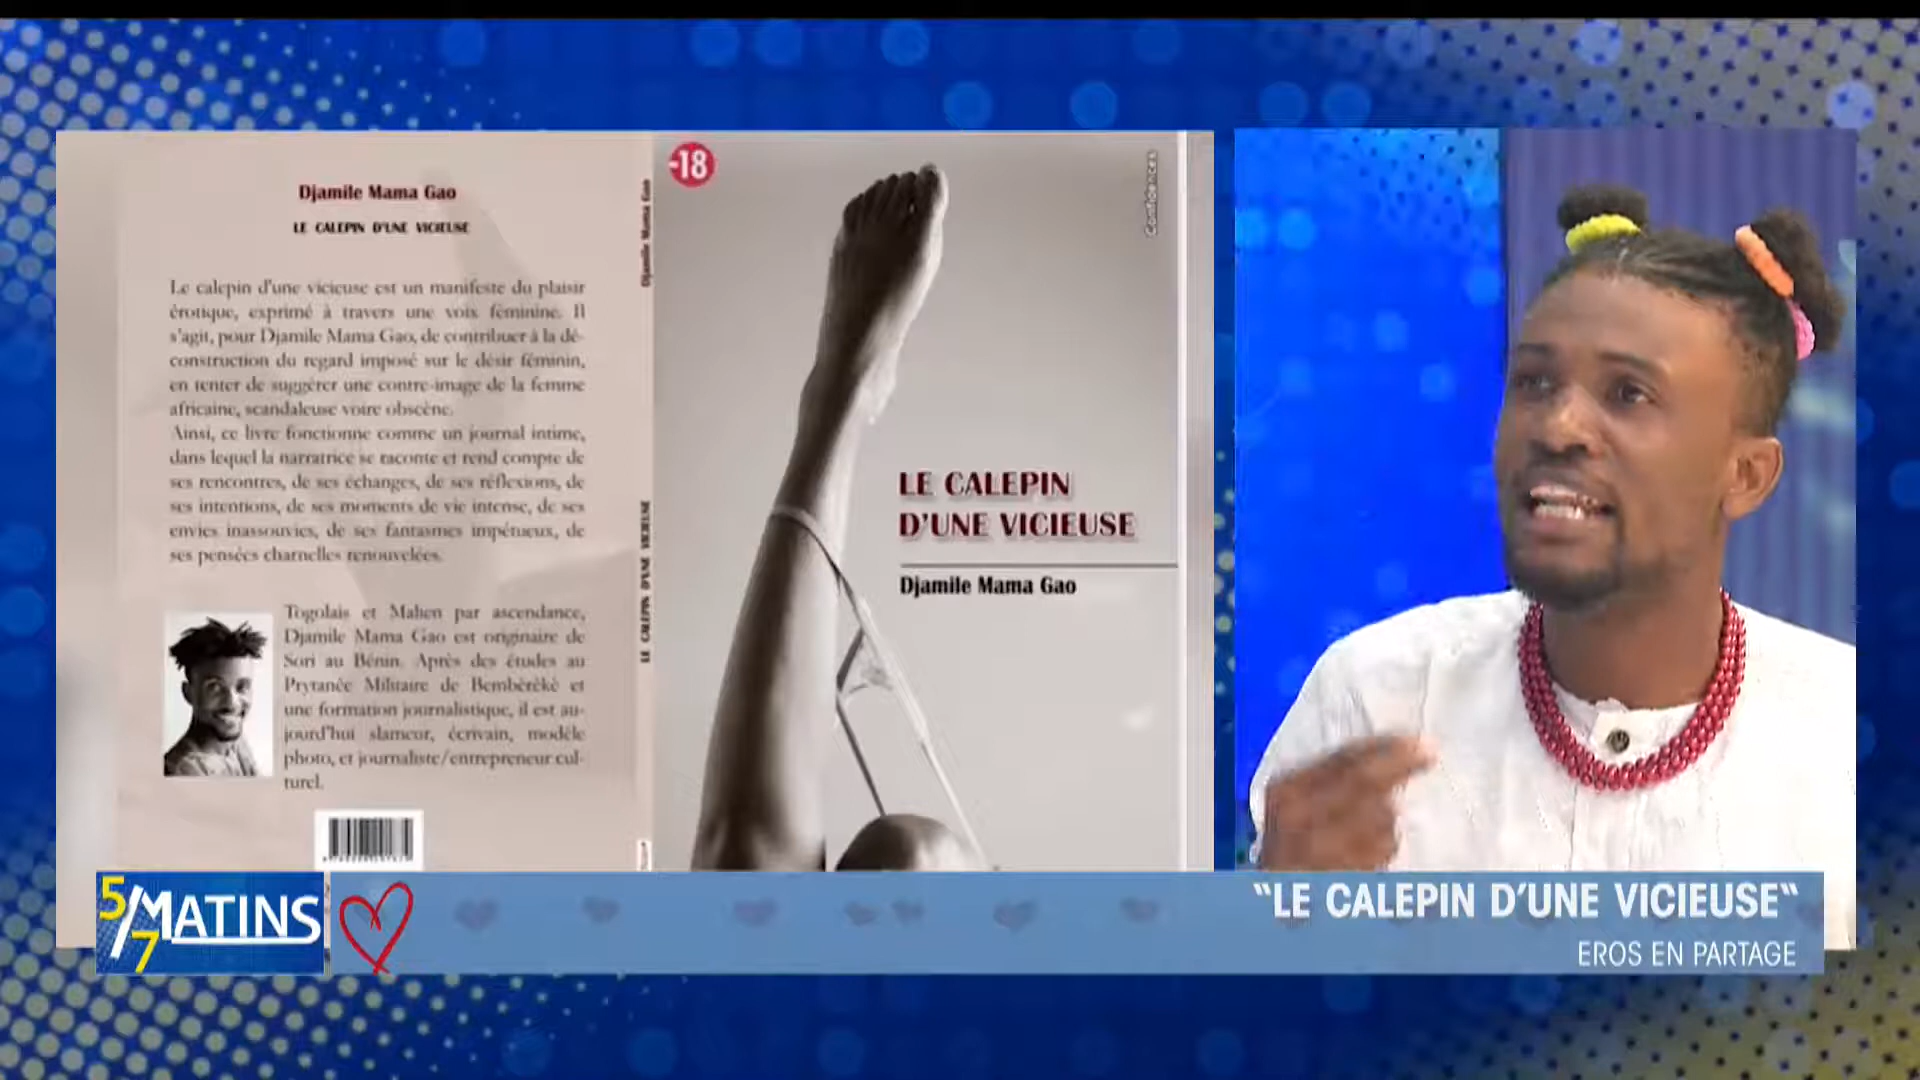 Djamile Mama Gao
LE CALEPIN D'UNE VICIEUSE
Le calepin d'une vicieuse est un manifeste du plaisir
érotique, exprimé à travers une voix féminine. Il
s'agit, pour Djamile Mama Gao, de contribuer à la dé-
construction du regard imposé sur le désir féminin,
en tenter de suggérer une contre-image de la femme
africaine, scandaleuse voire obscène.
Ainsi, ce livre fonctionne comme un journal intime,
dans lequel la narratrice se raconte et rend compte de
ses rencontres, de ses échanges, de ses réflexions, de
ses intentions, de ses moments de vie intense, de ses
envies inassouvies, de ses fantasmes impétueux, de
ses pensées charnelles renouvelées.
Togolais et Malien par ascendance,
Djamile Mama Gao est originaire de
Sori au Bénin. Après des études au
Prytanée Militaire de Bembèrèkè et
une formation journalistique, il est au-
jourd'hui slameur, écrivain, modèle
photo, et journaliste/entrepreneur cul-
turel.
Djamile Mama Gao
LE CALEPIN D'UNE VICIEUSE
-18
Confidences
LE CALEPIN
D'UNE VICIEUSE
Djamile Mama Gao
5/7 MATINS
"LE CALEPIN D'UNE VICIEUSE"
EROS EN PARTAGE